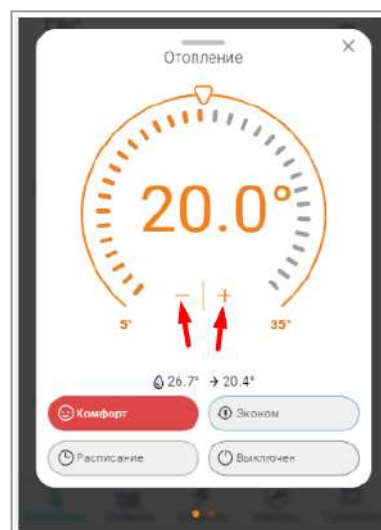 Отопление
20.0°
− +
5° 35°
26.7° → 20.4°
Комфорт Эконом
Расписание Выключен